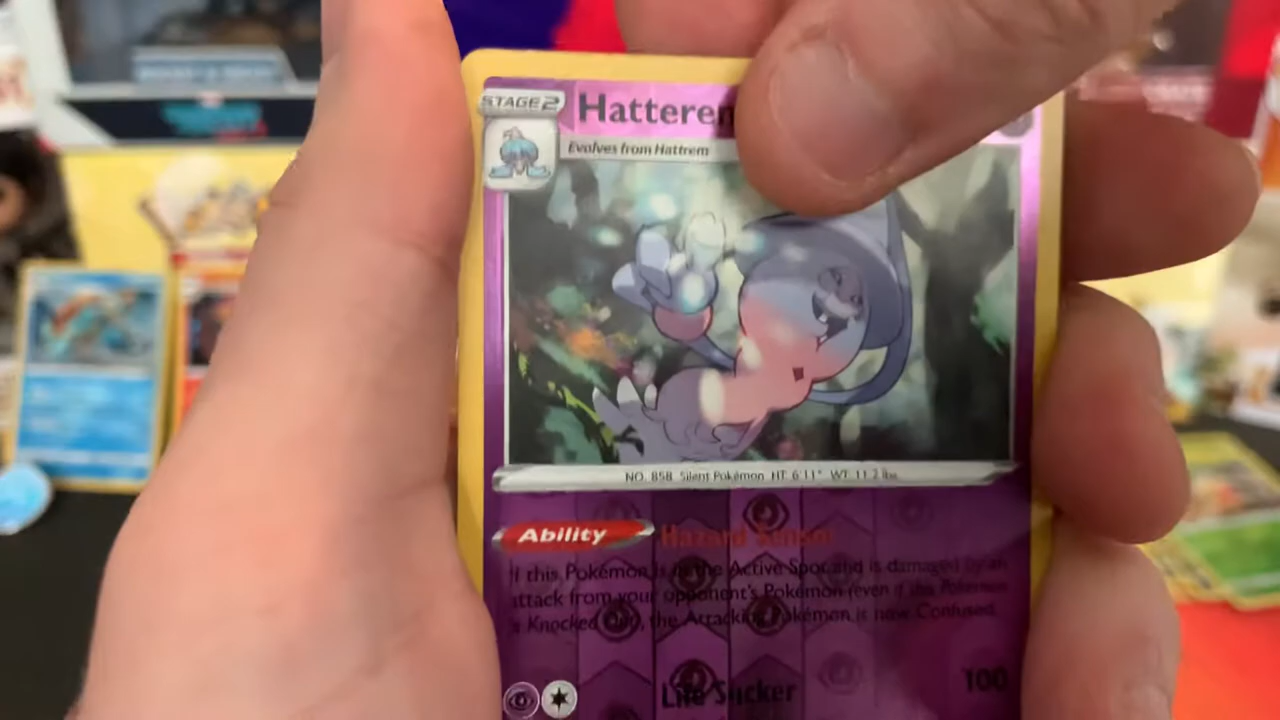 STAGE 2
Hatteren
Evolves from Hattrem
NO. 858 Silent Pokémon HT 6'11" WT 11.2 lbs
Ability Hazard Sensor
If this Pokémon is in the Active Spot and is damaged by an
attack from your opponent's Pokémon (even if this Pokémon
is Knocked Out), the Attacking Pokémon is now Confused.
Life Sucker 100